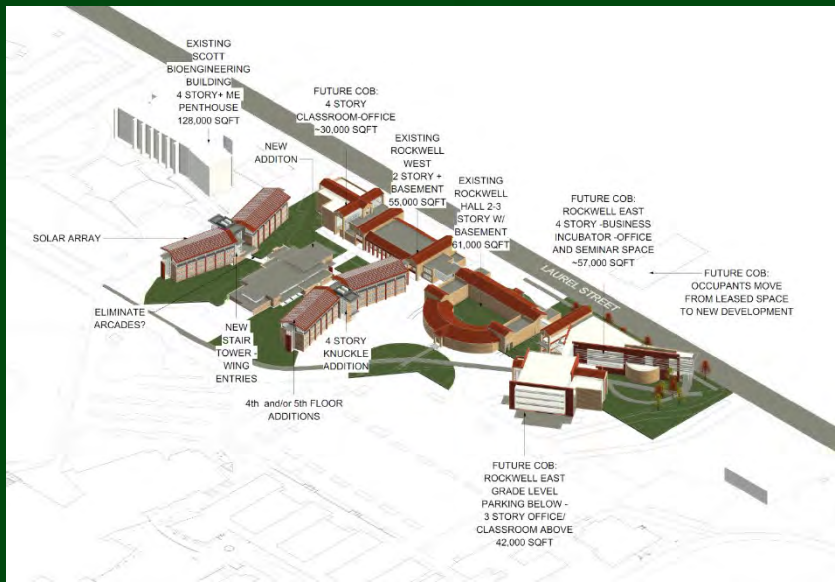 EXISTING
SCOTT
BIOENGINEERING
BUILDING
4 STORY+ ME
PENTHOUSE
128,000 SQFT
FUTURE COB:
4 STORY
CLASSROOM-OFFICE
~30,000 SQFT
NEW
ADDITON
EXISTING
ROCKWELL
WEST
2 STORY +
BASEMENT
55,000 SQFT
EXISTING
ROCKWELL
HALL 2-3
STORY W/
BASEMENT
61,000 SQFT
FUTURE COB:
ROCKWELL EAST
4 STORY -BUSINESS
INCUBATOR -OFFICE
AND SEMINAR SPACE
~57,000 SQFT
SOLAR ARRAY
LAUREL STREET
FUTURE COB:
OCCUPANTS MOVE
FROM LEASED SPACE
TO NEW DEVELOPMENT
ELIMINATE
ARCADES?
NEW
STAIR
TOWER -
WING
ENTRIES
4 STORY
KNUCKLE
ADDITION
4th and/or 5th FLOOR
ADDITIONS
FUTURE COB:
ROCKWELL EAST
GRADE LEVEL
PARKING BELOW -
3 STORY OFFICE/
CLASSROOM ABOVE
42,000 SQFT